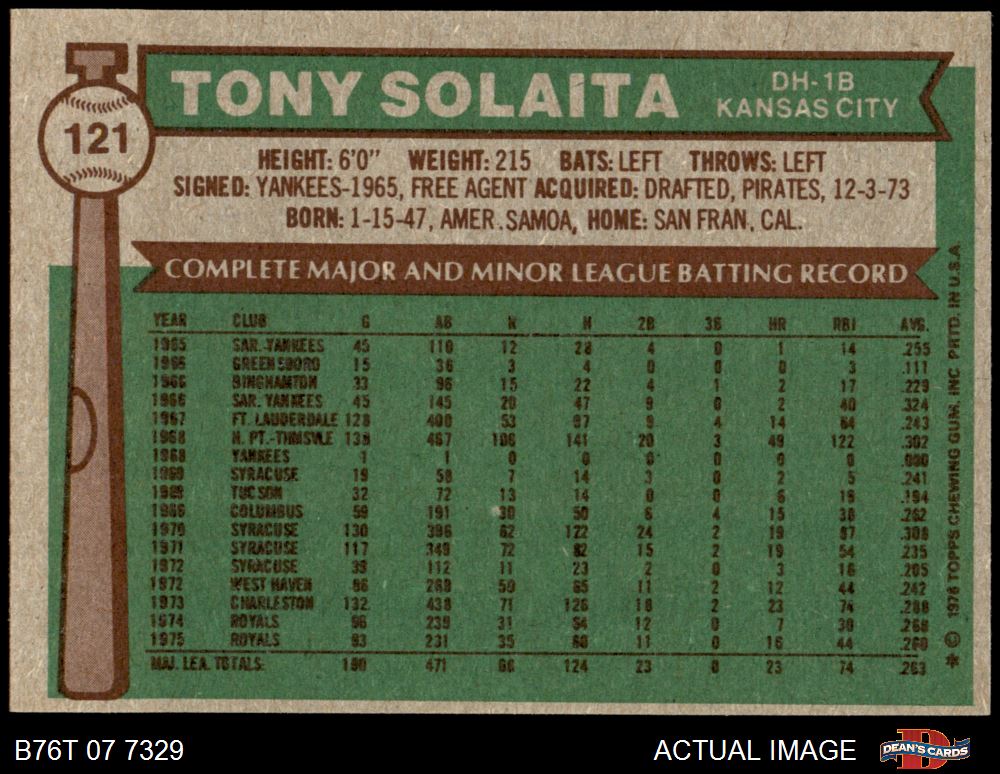 TONY SOLAITA
DH-1B
KANSAS CITY
121
HEIGHT: 6'0" WEIGHT: 215 BATS: LEFT THROWS: LEFT
SIGNED: YANKEES-1965, FREE AGENT ACQUIRED: DRAFTED, PIRATES, 12-3-73
BORN: 1-15-47, AMER. SAMOA, HOME: SAN FRAN, CAL.
COMPLETE MAJOR AND MINOR LEAGUE BATTING RECORD
YEAR CLUB G AB R H 2B 3B HR RBI AVG.
1965 SAR. YANKEES 45 110 12 28 4 0 1 14 .255
1966 GREENSBORO 15 36 3 4 0 0 0 3 .111
1966 BINGHAMTON 33 96 15 22 4 1 2 17 .229
1966 SAR. YANKEES 45 145 20 47 9 0 2 40 .324
1967 FT. LAUDERDALE 128 400 53 97 9 4 14 64 .243
1968 H. PT.-THMSVLE 138 467 106 141 20 3 49 122 .302
1968 YANKEES 1 1 0 0 0 0 0 0 .000
1969 SYRACUSE 19 58 7 14 3 0 2 5 .241
1969 TUCSON 32 72 13 14 0 0 6 19 .194
1969 COLUMBUS 59 191 30 50 6 4 15 38 .262
1970 SYRACUSE 130 396 62 122 24 2 19 87 .308
1971 SYRACUSE 117 349 72 82 15 2 19 54 .235
1972 SYRACUSE 39 112 11 23 2 0 3 16 .205
1972 WEST HAVEN 86 269 50 65 11 2 12 44 .242
1973 CHARLESTON 132 438 71 126 18 2 23 74 .288
1974 ROYALS 96 239 31 64 12 0 7 30 .268
1975 ROYALS 93 231 35 60 11 0 16 44 .260
MAJ. LEA. TOTALS 190 471 66 124 23 0 23 74 .263
* © 1976 TOPPS CHEWING GUM, INC PRTD. IN U.S.A.
B76T 07 7329
ACTUAL IMAGE
DEAN'S CARDS